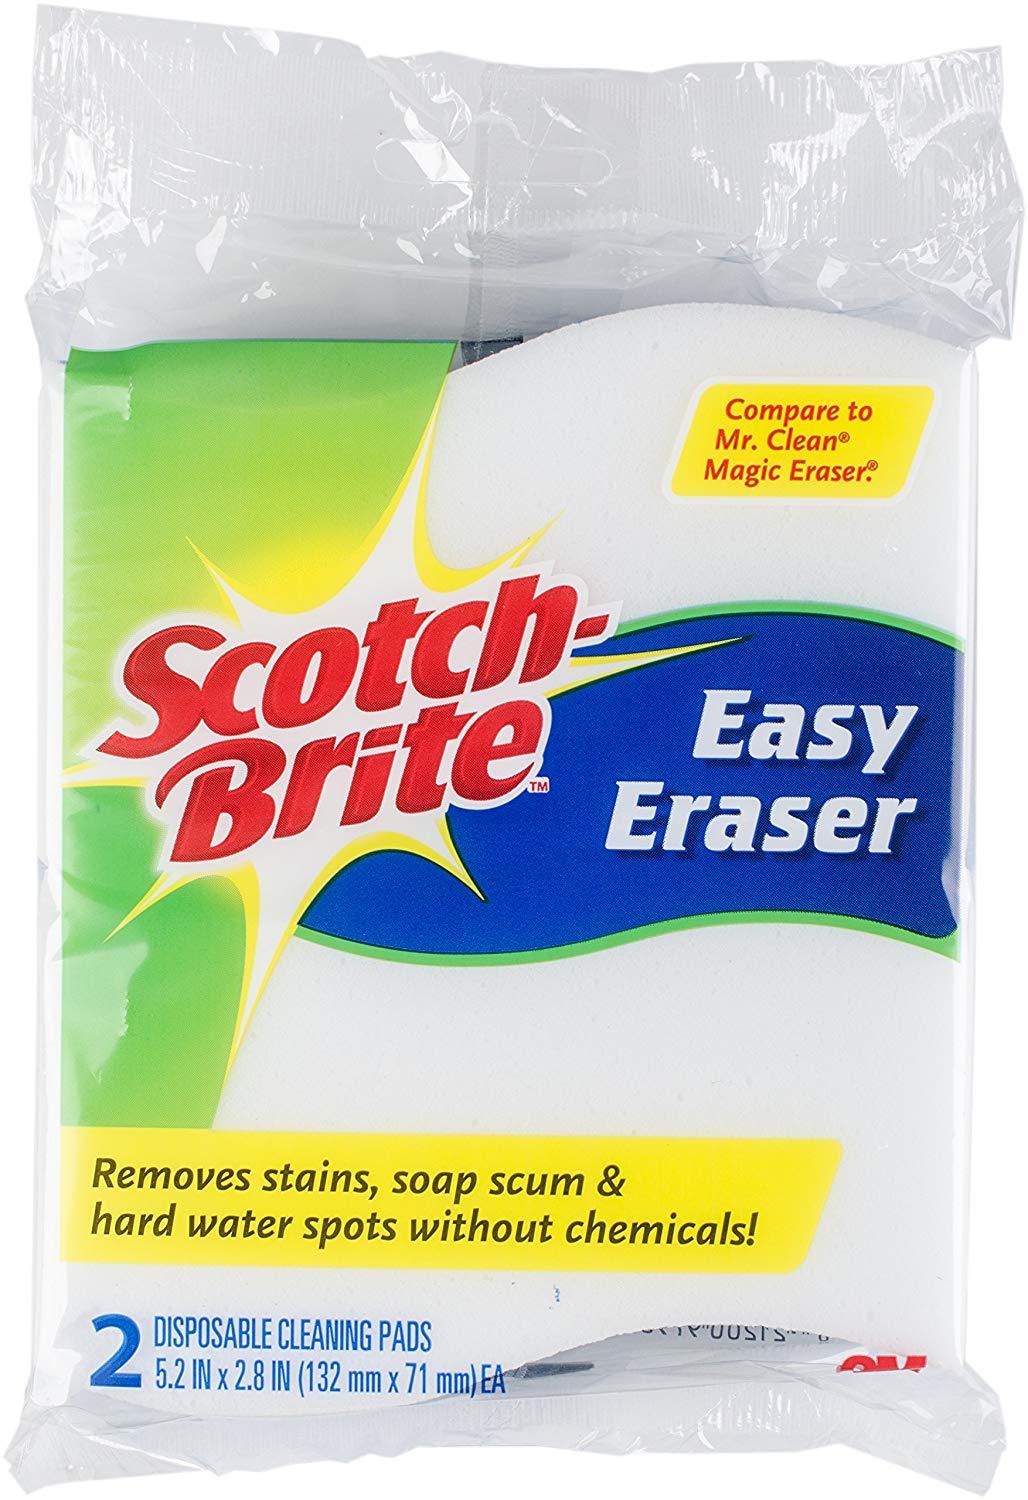 Compare to
Mr. Clean®
Magic Eraser.®
Scotch-
Brite™
Easy
Eraser
Removes stains, soap scum &
hard water spots without chemicals!
2 DISPOSABLE CLEANING PADS
5.2 IN x 2.8 IN (132 mm x 71 mm) EA
3M